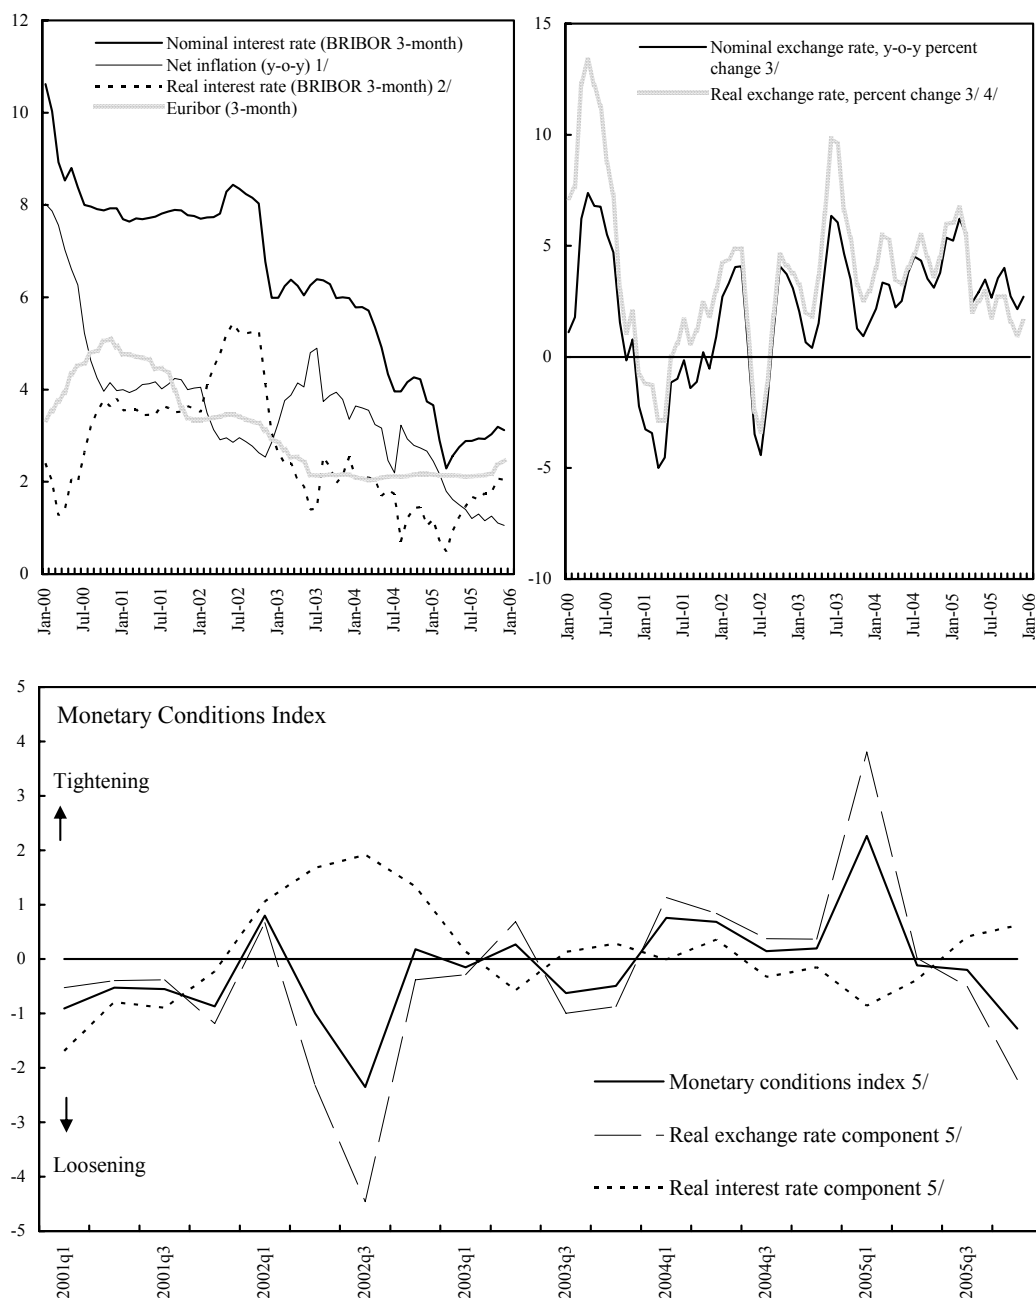 12
10
8
6
4
2
0
Nominal interest rate (BRIBOR 3-month)
Net inflation (y-o-y) 1/
Real interest rate (BRIBOR 3-month) 2/
Euribor (3-month)
Jan-00
Jul-00
Jan-01
Jul-01
Jan-02
Jul-02
Jan-03
Jul-03
Jan-04
Jul-04
Jan-05
Jul-05
Jan-06
15
10
5
0
-5
-10
Nominal exchange rate, y-o-y percent
change 3/
Real exchange rate, percent change 3/ 4/
Jan-00
Jul-00
Jan-01
Jul-01
Jan-02
Jul-02
Jan-03
Jul-03
Jan-04
Jul-04
Jan-05
Jul-05
Jan-06
5
4
3
2
1
0
-1
-2
-3
-4
-5
Monetary Conditions Index
Tightening
Loosening
Monetary conditions index 5/
Real exchange rate component 5/
Real interest rate component 5/
2001q1
2001q3
2002q1
2002q3
2003q1
2003q3
2004q1
2004q3
2005q1
2005q3